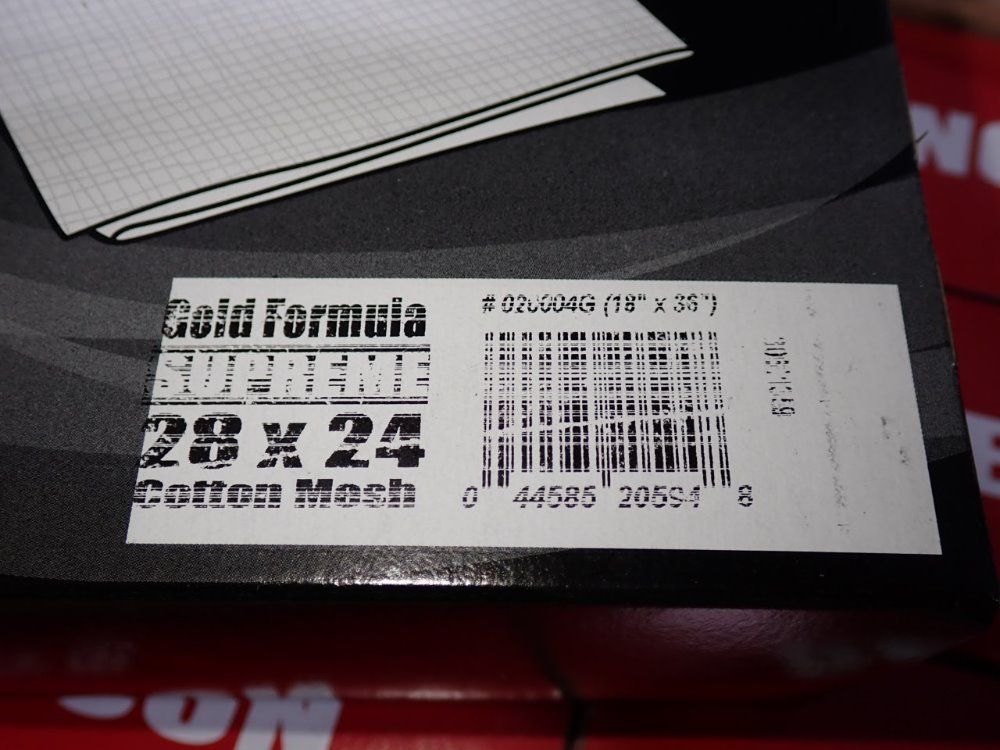 Gold Formula
SUPREME
28 x 24
Cotton Mesh
# 020004G (18" x 36")
0 44585 20594 8